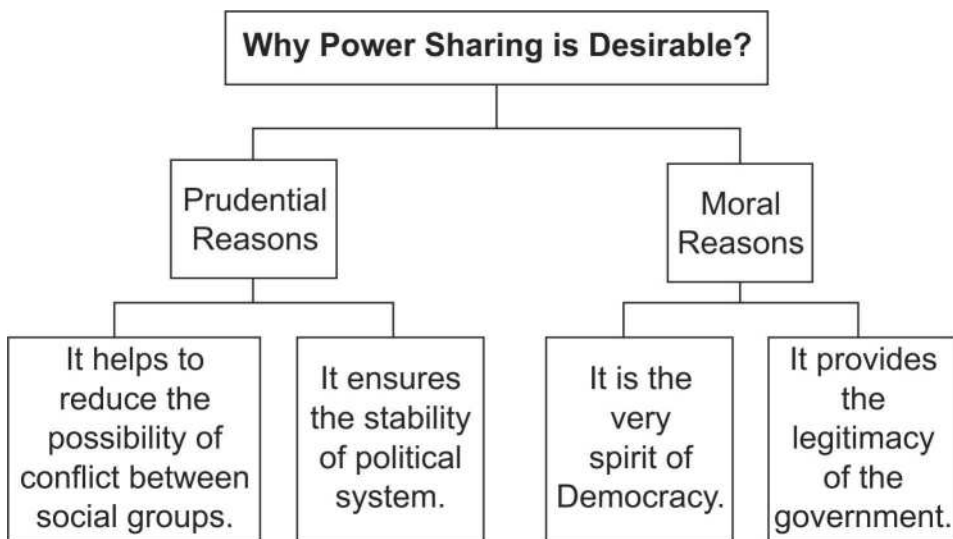 Why Power Sharing is Desirable?
Prudential
Reasons
Moral
Reasons
It helps to
reduce the
possibility of
conflict between
social groups.
It ensures
the stability
of political
system.
It is the
very
spirit of
Democracy.
It provides
the
legitimacy
of the
government.